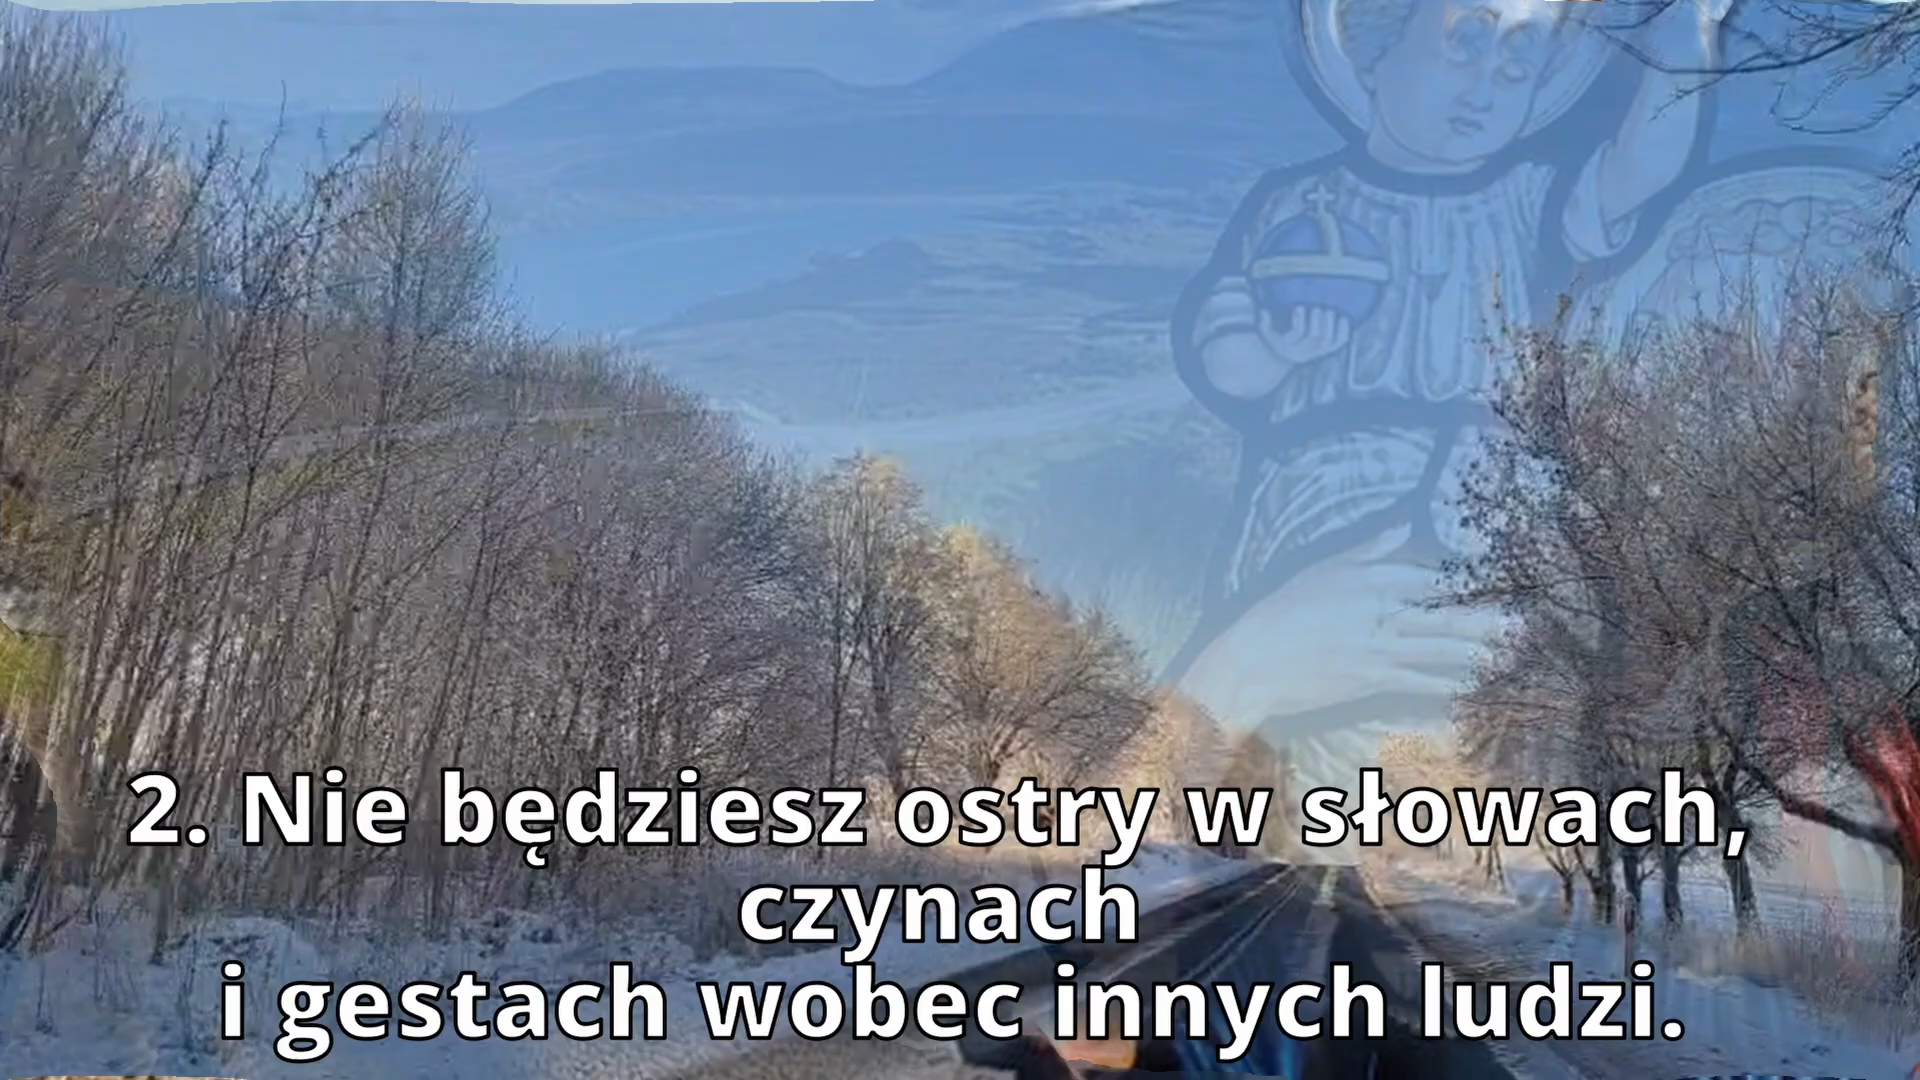 2. Nie będziesz ostry w słowach,
czynach
i gestach wobec innych ludzi.